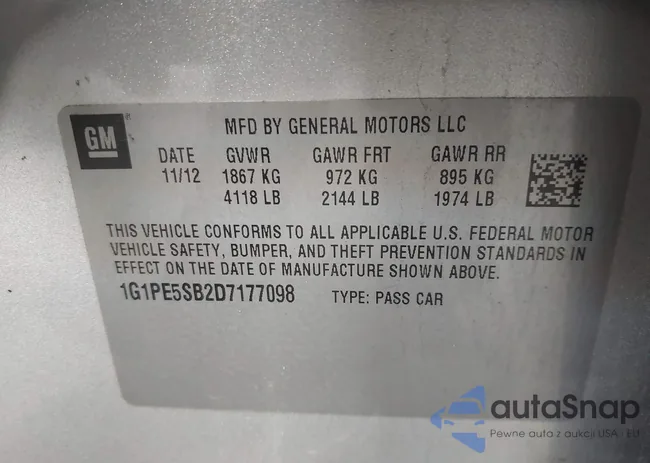 GM
MFD BY GENERAL MOTORS LLC
DATE GVWR GAWR FRT GAWR RR
11/12 1867 KG 972 KG 895 KG
4118 LB 2144 LB 1974 LB
THIS VEHICLE CONFORMS TO ALL APPLICABLE U.S. FEDERAL MOTOR
VEHICLE SAFETY, BUMPER, AND THEFT PREVENTION STANDARDS IN
EFFECT ON THE DATE OF MANUFACTURE SHOWN ABOVE.
1G1PE5SB2D7177098 TYPE: PASS CAR
autoSnap
Pewne auta z aukcji USA - EU